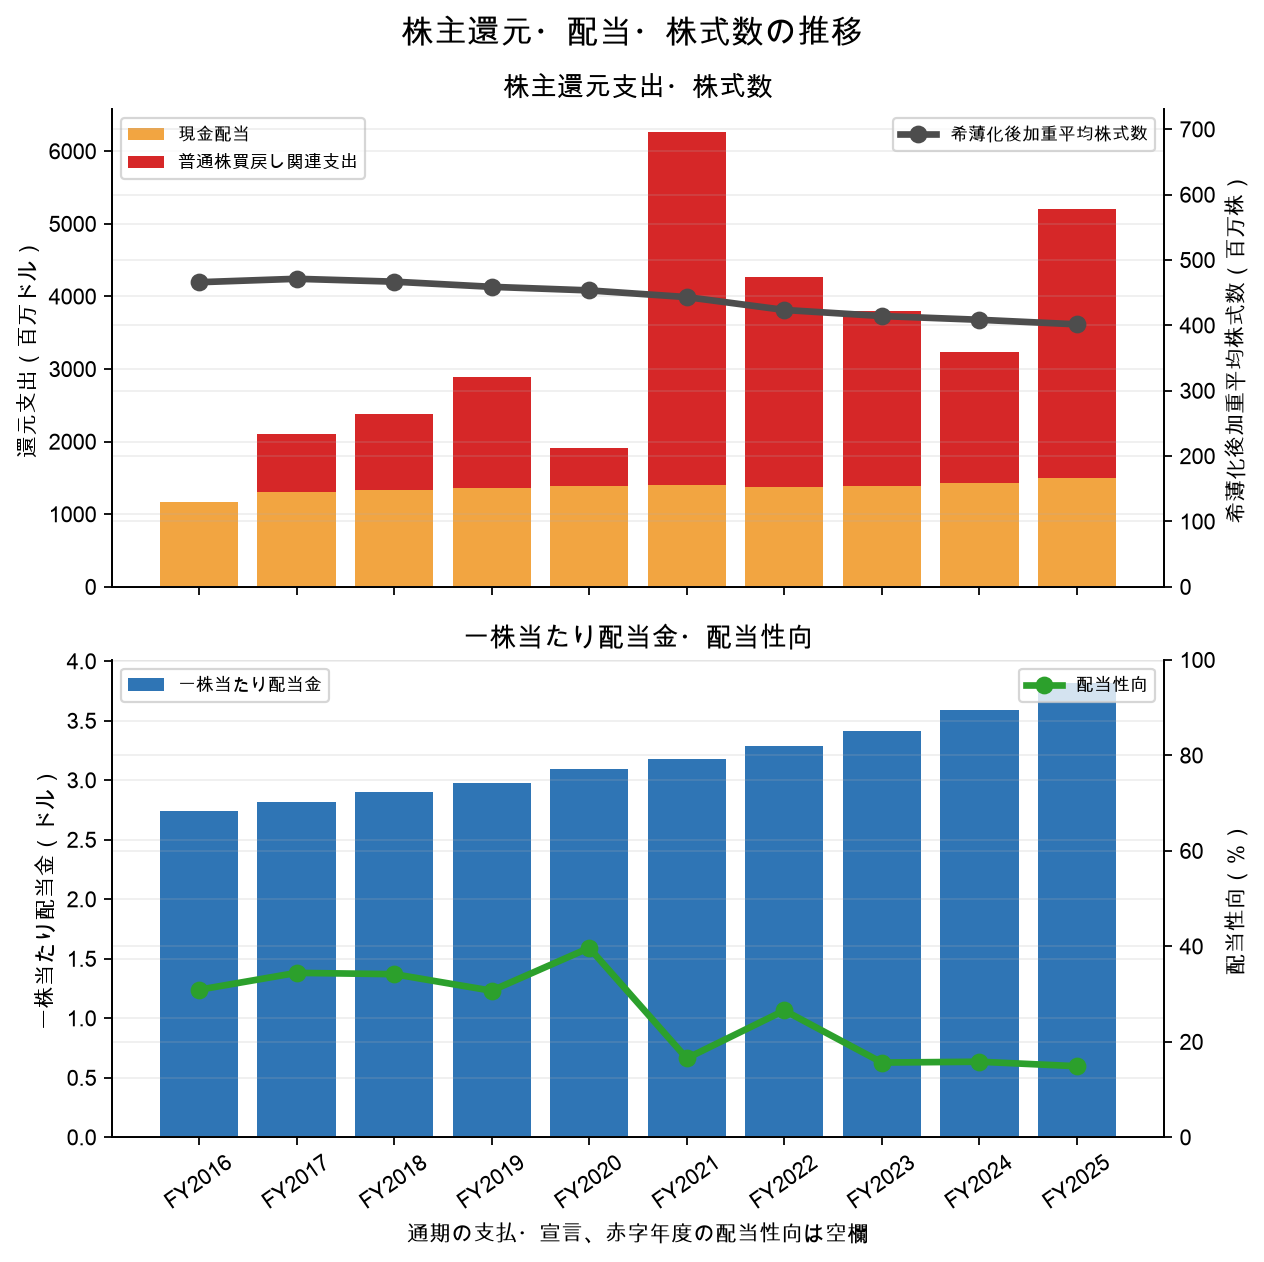 株主還元・配当・株式数の推移
株主還元支出・株式数
現金配当
普通株買戻し関連支出
希薄化後加重平均株式数
還元支出(百万ドル)
6000
5000
4000
3000
2000
1000
0
700
600
500
400
300
200
100
0
希薄化後加重平均株式数(百万株)
一株当たり配当金・配当性向
一株当たり配当金
配当性向
一株当たり配当金(ドル)
4.0
3.5
3.0
2.5
2.0
1.5
1.0
0.5
0.0
100
80
60
40
20
0
配当性向(%)
FY2016 FY2017 FY2018 FY2019 FY2020 FY2021 FY2022 FY2023 FY2024 FY2025
通期の支払・宣言、赤字年度の配当性向は空欄